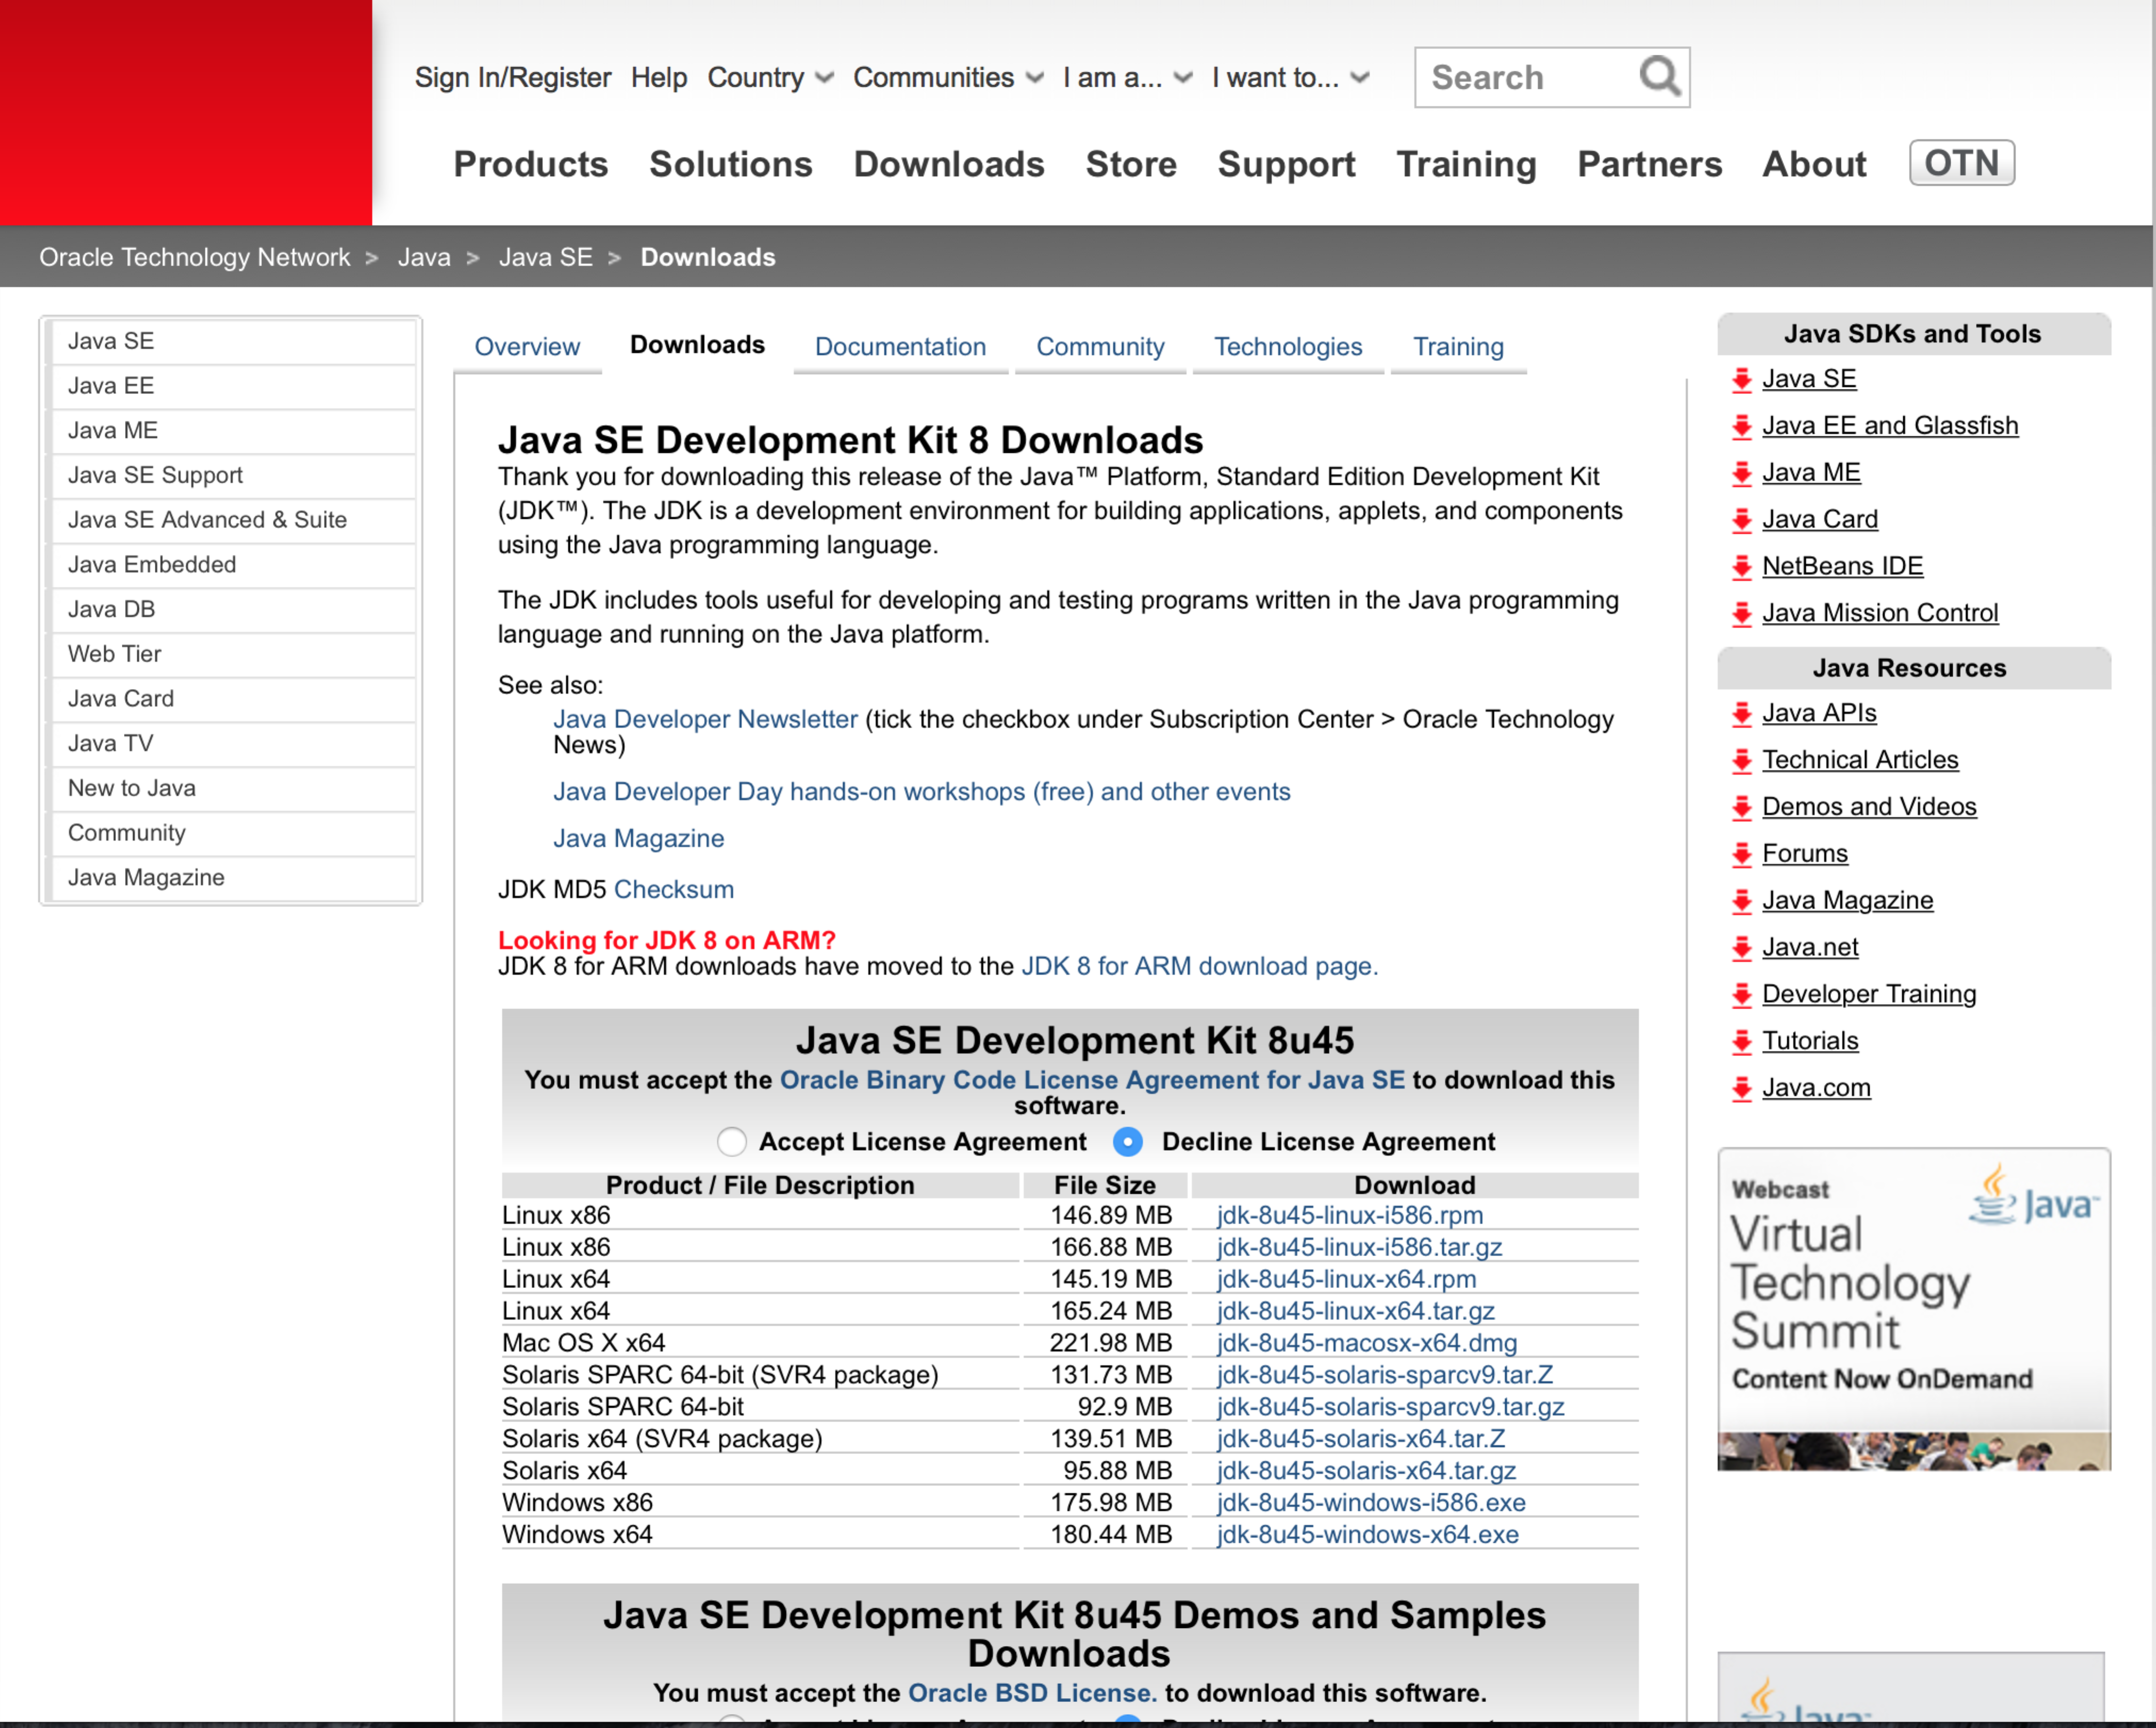 Sign In/Register Help Country Communities I am a... I want to... Search
Products Solutions Downloads Store Support Training Partners About OTN
Oracle Technology Network > Java > Java SE > Downloads
Java SE
Java EE
Java ME
Java SE Support
Java SE Advanced & Suite
Java Embedded
Java DB
Web Tier
Java Card
Java TV
New to Java
Community
Java Magazine
Overview Downloads Documentation Community Technologies Training
Java SE Development Kit 8 Downloads
Thank you for downloading this release of the Java™ Platform, Standard Edition Development Kit
(JDK™). The JDK is a development environment for building applications, applets, and components
using the Java programming language.
The JDK includes tools useful for developing and testing programs written in the Java programming
language and running on the Java platform.
See also:
Java Developer Newsletter (tick the checkbox under Subscription Center > Oracle Technology
News)
Java Developer Day hands-on workshops (free) and other events
Java Magazine
JDK MD5 Checksum
Looking for JDK 8 on ARM?
JDK 8 for ARM downloads have moved to the JDK 8 for ARM download page.
Java SE Development Kit 8u45
You must accept the Oracle Binary Code License Agreement for Java SE to download this
software.
Accept License Agreement Decline License Agreement
Product / File Description File Size Download
Linux x86 146.89 MB jdk-8u45-linux-i586.rpm
Linux x86 166.88 MB jdk-8u45-linux-i586.tar.gz
Linux x64 145.19 MB jdk-8u45-linux-x64.rpm
Linux x64 165.24 MB jdk-8u45-linux-x64.tar.gz
Mac OS X x64 221.98 MB jdk-8u45-macosx-x64.dmg
Solaris SPARC 64-bit (SVR4 package) 131.73 MB jdk-8u45-solaris-sparcv9.tar.Z
Solaris SPARC 64-bit 92.9 MB jdk-8u45-solaris-sparcv9.tar.gz
Solaris x64 (SVR4 package) 139.51 MB jdk-8u45-solaris-x64.tar.Z
Solaris x64 95.88 MB jdk-8u45-solaris-x64.tar.gz
Windows x86 175.98 MB jdk-8u45-windows-i586.exe
Windows x64 180.44 MB jdk-8u45-windows-x64.exe
Java SE Development Kit 8u45 Demos and Samples
Downloads
You must accept the Oracle BSD License. to download this software.
Java SDKs and Tools
Java SE
Java EE and Glassfish
Java ME
Java Card
NetBeans IDE
Java Mission Control
Java Resources
Java APIs
Technical Articles
Demos and Videos
Forums
Java Magazine
Java.net
Developer Training
Tutorials
Java.com
Webcast
Java™
Virtual
Technology
Summit
Content Now OnDemand
Java